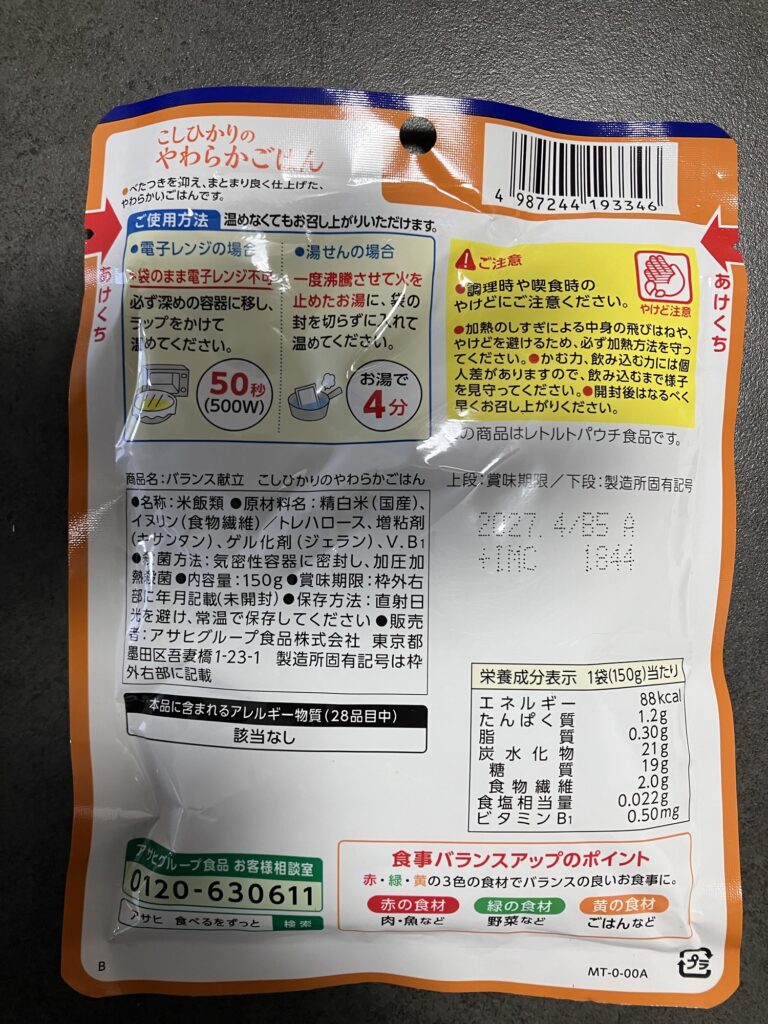 こしひかりの
やわらかごはん
●べたつきを抑え、まとまり良く仕上げた、
やわらかいごはんです。
4 987244 193346
あけくち
ご使用方法 温めなくてもお召し上がりいただけます。
●電子レンジの場合
袋のまま電子レンジ不可
必ず深めの容器に移し、
ラップをかけて
温めてください。
50秒
(500W)
●湯せんの場合
一度沸騰させて火を
止めたお湯に、袋の
封を切らずに入れて
温めてください。
お湯で
4分
ご注意
●調理時や喫食時の
やけどにご注意ください。
やけど注意
●加熱のしすぎによる中身の飛びはねや、
やけどを避けるため、必ず加熱方法を守っ
てください。●かむ力、飲み込む力には個
人差がありますので、飲み込むまで様子
を見守ってください。●開封後はなるべく
早くお召し上がりください。
この商品はレトルトパウチ食品です。
あけくち
商品名:バランス献立 こしひかりのやわらかごはん
●名称:米飯類 ●原材料名:精白米(国産)、
イヌリン(食物繊維)/トレハロース、増粘剤
(キサンタン)、ゲル化剤(ジェラン)、V.B1
●殺菌方法:気密性容器に密封し、加圧加
熱殺菌 ●内容量:150g ●賞味期限:枠外右
部に年月記載(未開封) ●保存方法:直射日
光を避け、常温で保存してください ●販売
者:アサヒグループ食品株式会社 東京都
墨田区吾妻橋1-23-1 製造所固有記号は枠
外右部に記載
上段:賞味期限/下段:製造所固有記号
2027. 4/B5 A
+IMC 1844
本品に含まれるアレルギー物質(28品目中)
該当なし
栄養成分表示 1袋(150g)当たり
エネルギー 88kcal
たんぱく質 1.2g
脂質 0.30g
炭水化物 21g
糖質 19g
食物繊維 2.0g
食塩相当量 0.022g
ビタミンB1 0.50mg
アサヒグループ食品 お客様相談室
0120-630611
アサヒ 食べるをずっと 検索
食事バランスアップのポイント
赤・緑・黄の3色の食材でバランスの良いお食事に。
赤の食材 緑の食材 黄の食材
肉・魚など 野菜など ごはんなど
B
MT-0-00A
プラ